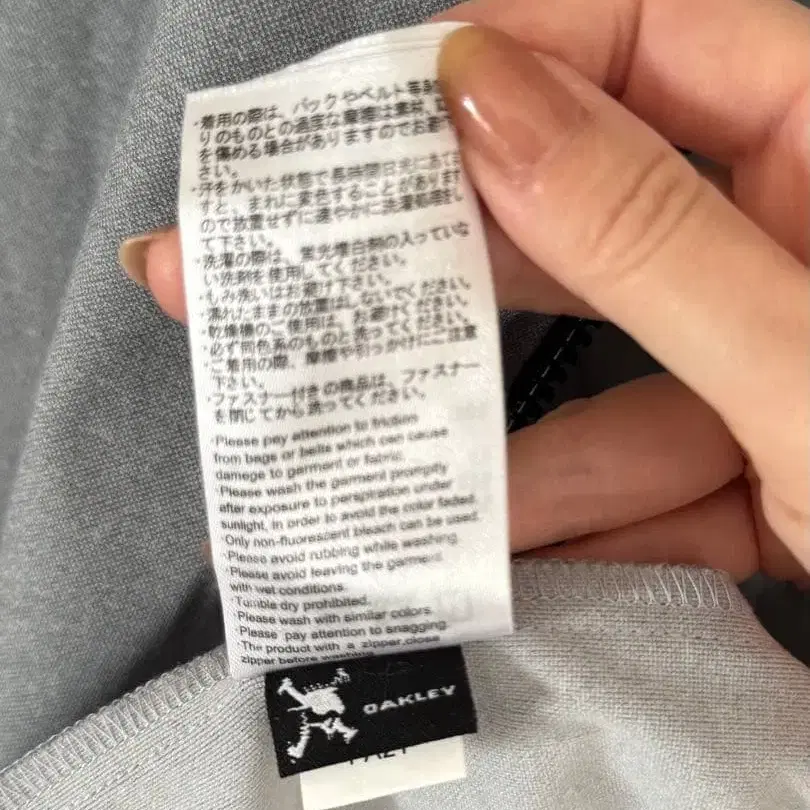 ・着用の際は、バックやベルト等
りのものとの過度な摩擦は素材、
を傷める場合がありますのでお避
さい。
・汗をかいた状態で長時間日光にあて
すと、まれに変色することがあります
ので放置せずに速やかに洗濯処理をし
て下さい。
・洗濯の際は、蛍光増白剤の入っていな
い洗剤を使用してください。
・もみ洗いはお避け下さい。
・濡れたままの放置はしないでください。
・乾燥機のご使用は、お避けください。
・必ず同色系のものと洗ってください。
・ご着用の際、摩擦や引っかけにご注意
下さい。
・ファスナー付きの商品は、ファスナー
を閉じてから洗ってください。
・Please pay attention to friction
from bags or belts which can cause
damage to garment or fabric.
・Please wash the garment promptly
after exposure to perspiration under
sunlight, in order to avoid the color faded.
・Only non-fluorescent bleach can be used.
・Please avoid rubbing while washing.
・Please avoid leaving the garment
with wet conditions.
・Tumble dry prohibited.
・Please wash with similar colors.
・Please pay attention to snagging.
・The product with a zipper,close
zipper before washing.
OAKLEY